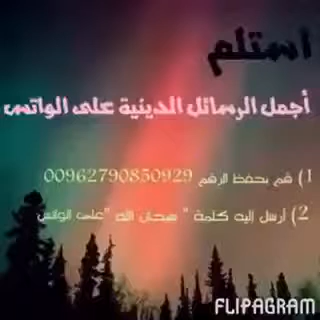 استلم
أجمل الرسائل الدينية على الواتس
1) قم بحفظ الرقم 00962790850929
2) أرسل إليه كلمة " سبحان الله "على الواتس
FLIPAGRAM